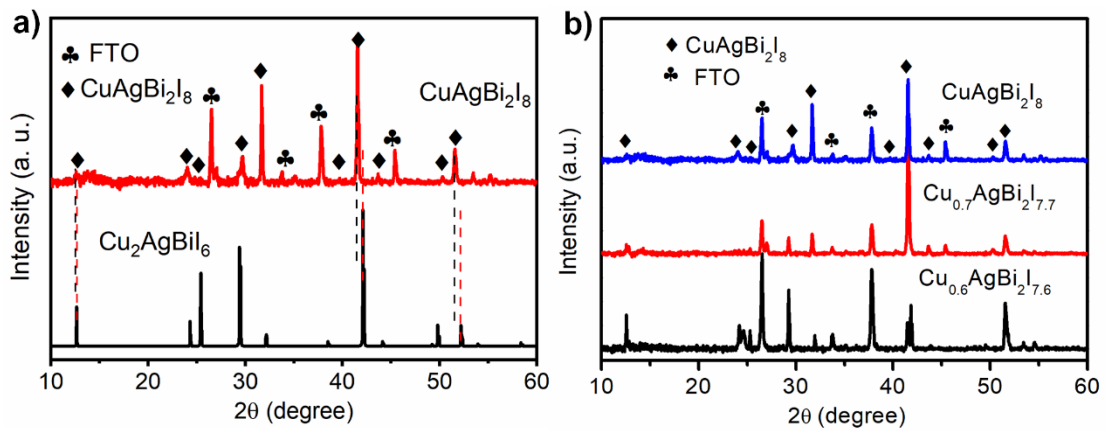 a)
♣ FTO
♦ CuAgBi₂I₈
CuAgBi₂I₈
Cu₂AgBiI₆
Intensity (a. u.)
10 20 30 40 50 60
2θ (degree)
b)
♦ CuAgBi₂I₈
♣ FTO
CuAgBi₂I₈
Cu₀.₇AgBi₂I₇.₇
Cu₀.₆AgBi₂I₇.₆
Intensity (a.u.)
10 20 30 40 50 60
2θ (degree)